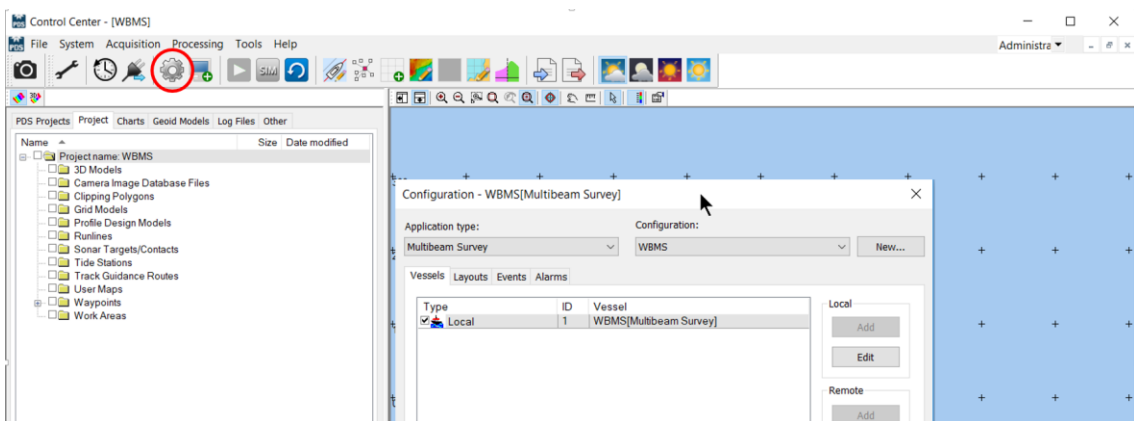 PDS Control Center - [WBMS]
PDS File System Acquisition Processing Tools Help Administra
SIM
PDS Projects Project Charts Geoid Models Log Files Other
Name Size Date modified
Project name: WBMS
3D Models
Camera Image Database Files
Clipping Polygons
Grid Models
Profile Design Models
Runlines
Sonar Targets/Contacts
Tide Stations
Track Guidance Routes
User Maps
Waypoints
Work Areas
Configuration - WBMS[Multibeam Survey]
Application type: Configuration:
Multibeam Survey WBMS New...
Vessels Layouts Events Alarms
Type ID Vessel
Local 1 WBMS[Multibeam Survey]
Local
Add
Edit
Remote
Add